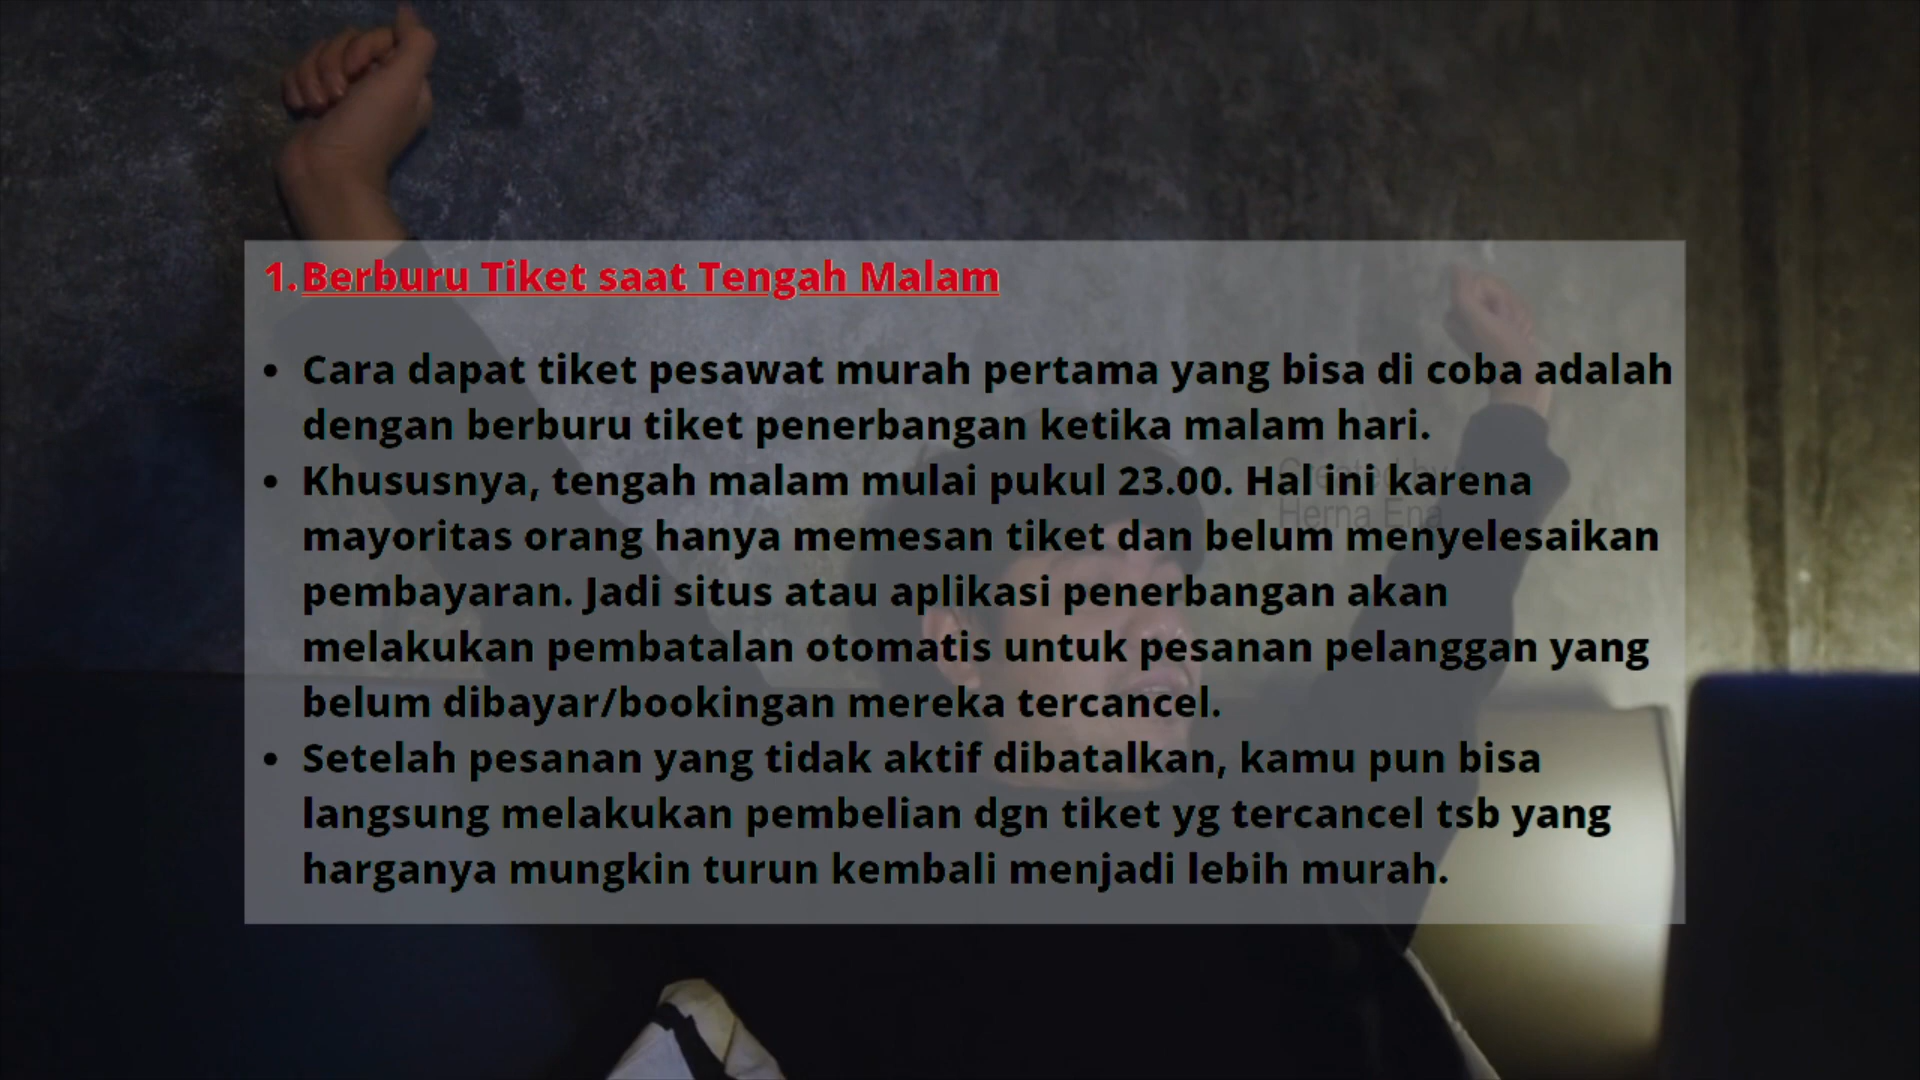 1. Berburu Tiket saat Tengah Malam
• Cara dapat tiket pesawat murah pertama yang bisa di coba adalah
dengan berburu tiket penerbangan ketika malam hari.
• Khususnya, tengah malam mulai pukul 23.00. Hal ini karena
mayoritas orang hanya memesan tiket dan belum menyelesaikan
pembayaran. Jadi situs atau aplikasi penerbangan akan
melakukan pembatalan otomatis untuk pesanan pelanggan yang
belum dibayar/bookingan mereka tercancel.
• Setelah pesanan yang tidak aktif dibatalkan, kamu pun bisa
langsung melakukan pembelian dgn tiket yg tercancel tsb yang
harganya mungkin turun kembali menjadi lebih murah.
Created by
Herna Ena